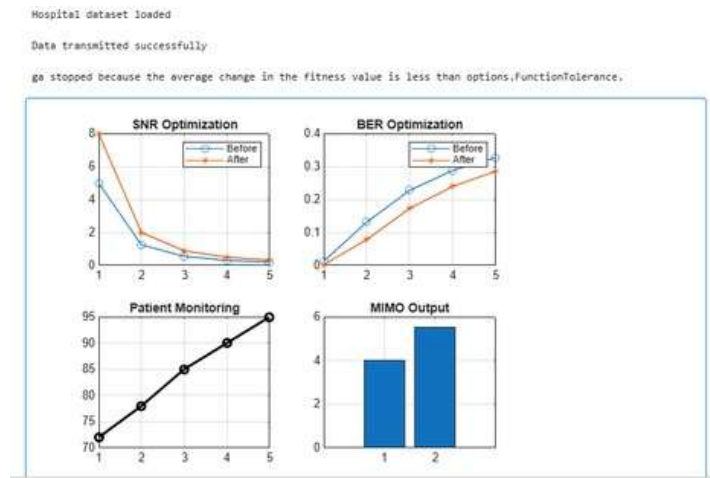 Hospital dataset loaded
Data transmitted successfully
ga stopped because the average change in the fitness value is less than options.FunctionTolerance.
SNR Optimization
8
6
4
2
0
1 2 3 4 5
Before
After
BER Optimization
0.4
0.3
0.2
0.1
0
1 2 3 4 5
Before
After
Patient Monitoring
95
90
85
80
75
70
1 2 3 4 5
MIMO Output
6
4
2
0
1 2